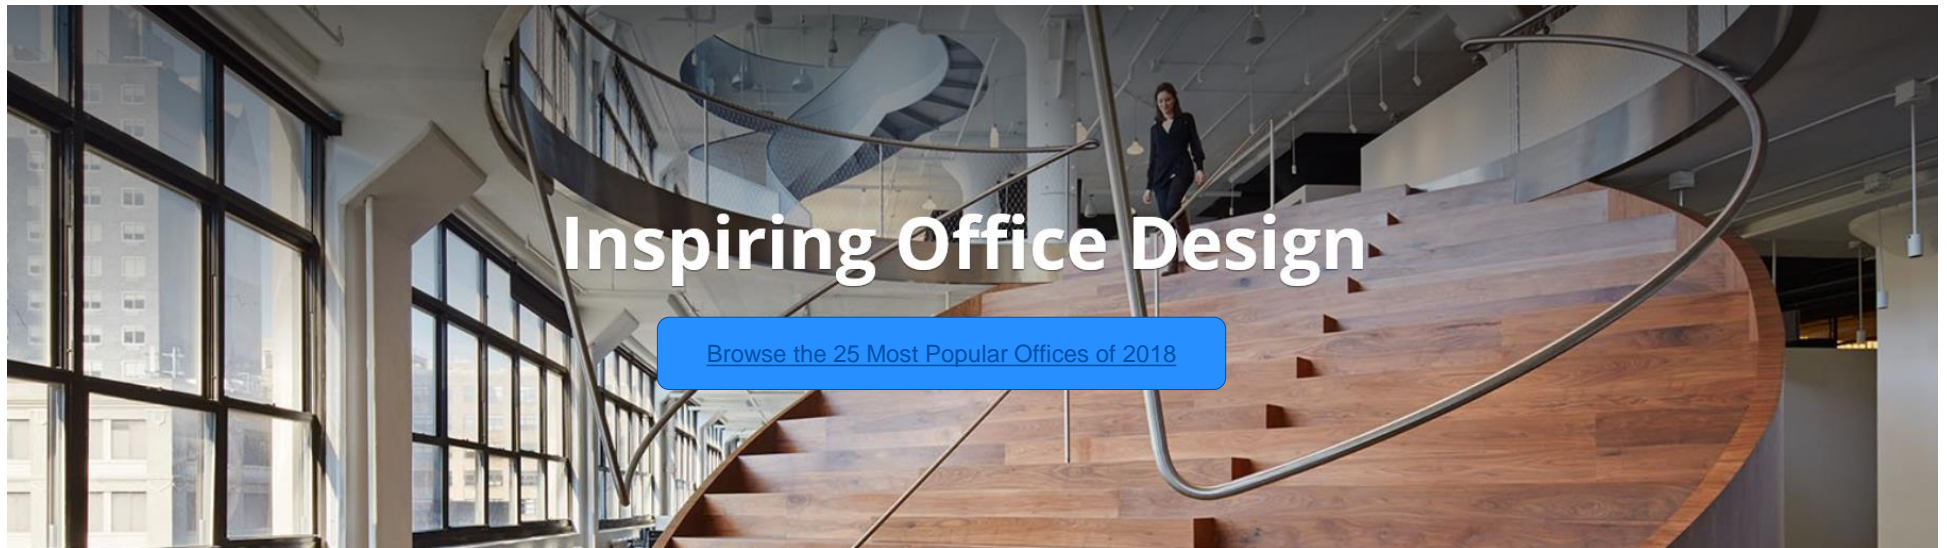 Inspiring Office Design
Browse the 25 Most Popular Offices of 2018